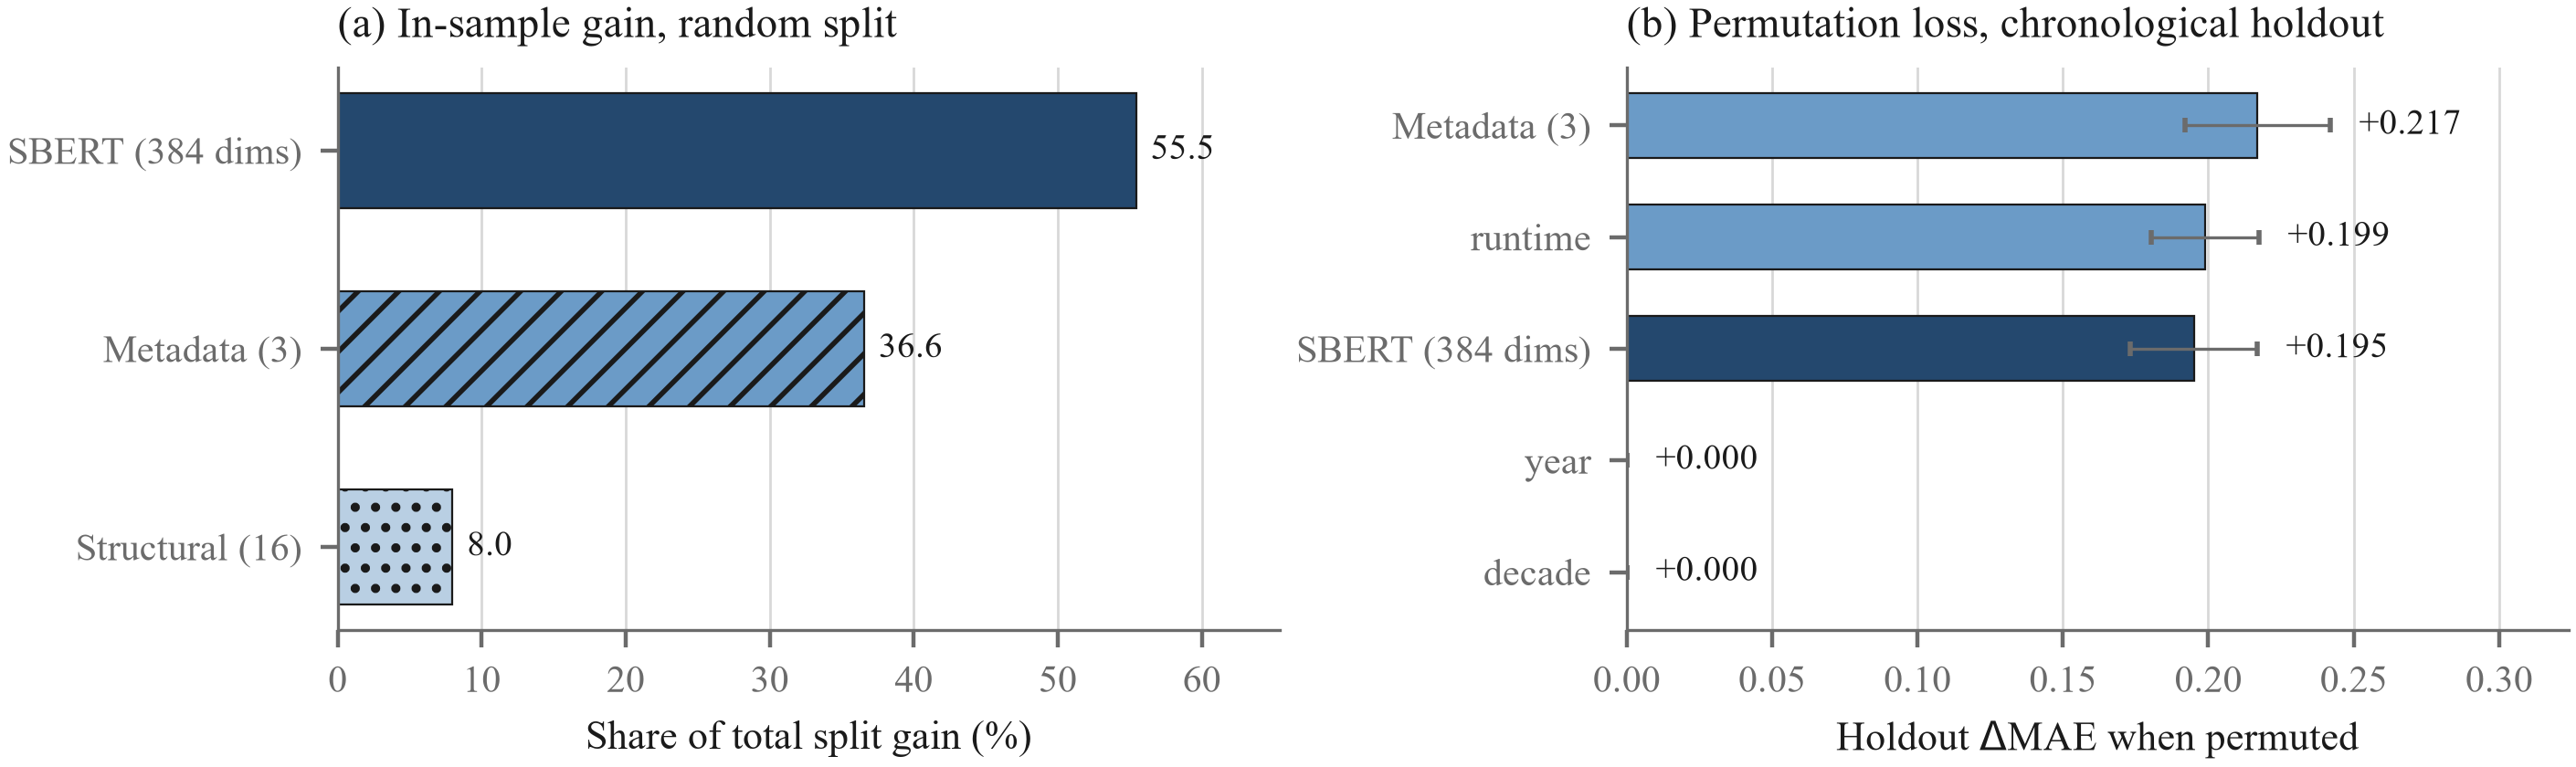 (a) In-sample gain, random split
SBERT (384 dims)
55.5
Metadata (3)
36.6
Structural (16)
8.0
0 10 20 30 40 50 60
Share of total split gain (%)
(b) Permutation loss, chronological holdout
Metadata (3)
+0.217
runtime
+0.199
SBERT (384 dims)
+0.195
year
+0.000
decade
+0.000
0.00 0.05 0.10 0.15 0.20 0.25 0.30
Holdout ΔMAE when permuted